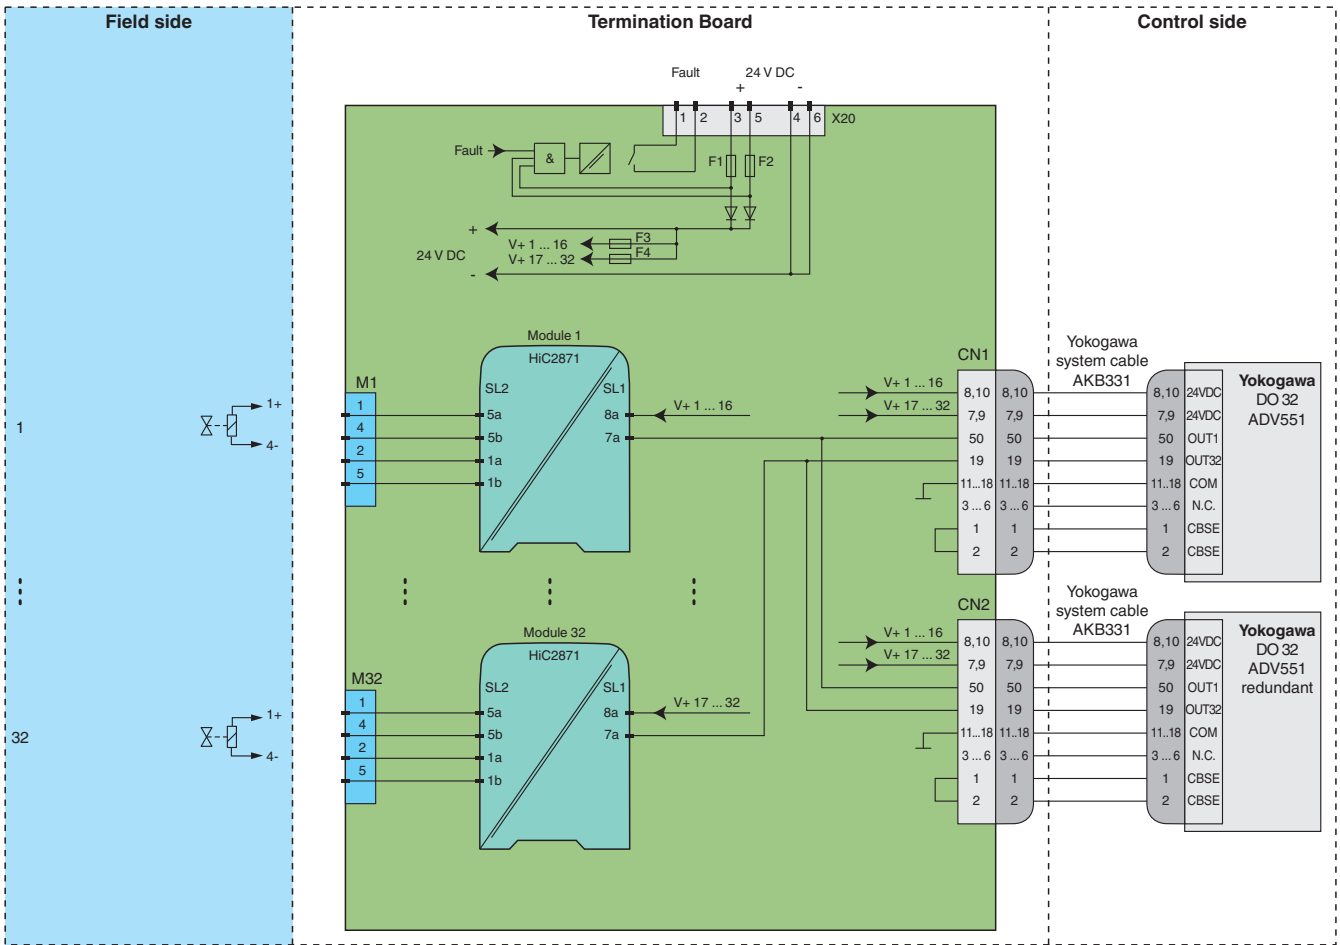 Field side
Termination Board
Control side
Fault
24 V DC
+
-
1
2
3
5
4
6
X20
Fault
&
F1
F2
+
24 V DC
-
V+ 1 ... 16
V+ 17 ... 32
F3
F4
1
1+
4-
M1
1
4
2
5
Module 1
HiC2871
SL2
SL1
5a
5b
1a
1b
8a
7a
V+ 1 ... 16
V+ 1 ... 16
V+ 17 ... 32
CN1
8,10 8,10
7,9 7,9
50 50
19 19
11..18 11..18
3 ... 6 3 ... 6
1 1
2 2
Yokogawa
system cable
AKB331
8,10 24VDC
7,9 24VDC
50 OUT1
19 OUT32
11..18 COM
3 ... 6 N.C.
1 CBSE
2 CBSE
Yokogawa
DO 32
ADV551
32
1+
4-
M32
1
4
2
5
Module 32
HiC2871
SL2
SL1
5a
5b
1a
1b
8a
7a
V+ 17 ... 32
V+ 1 ... 16
V+ 17 ... 32
CN2
8,10 8,10
7,9 7,9
50 50
19 19
11..18 11..18
3 ... 6 3 ... 6
1 1
2 2
Yokogawa
system cable
AKB331
8,10 24VDC
7,9 24VDC
50 OUT1
19 OUT32
11..18 COM
3 ... 6 N.C.
1 CBSE
2 CBSE
Yokogawa
DO 32
ADV551
redundant